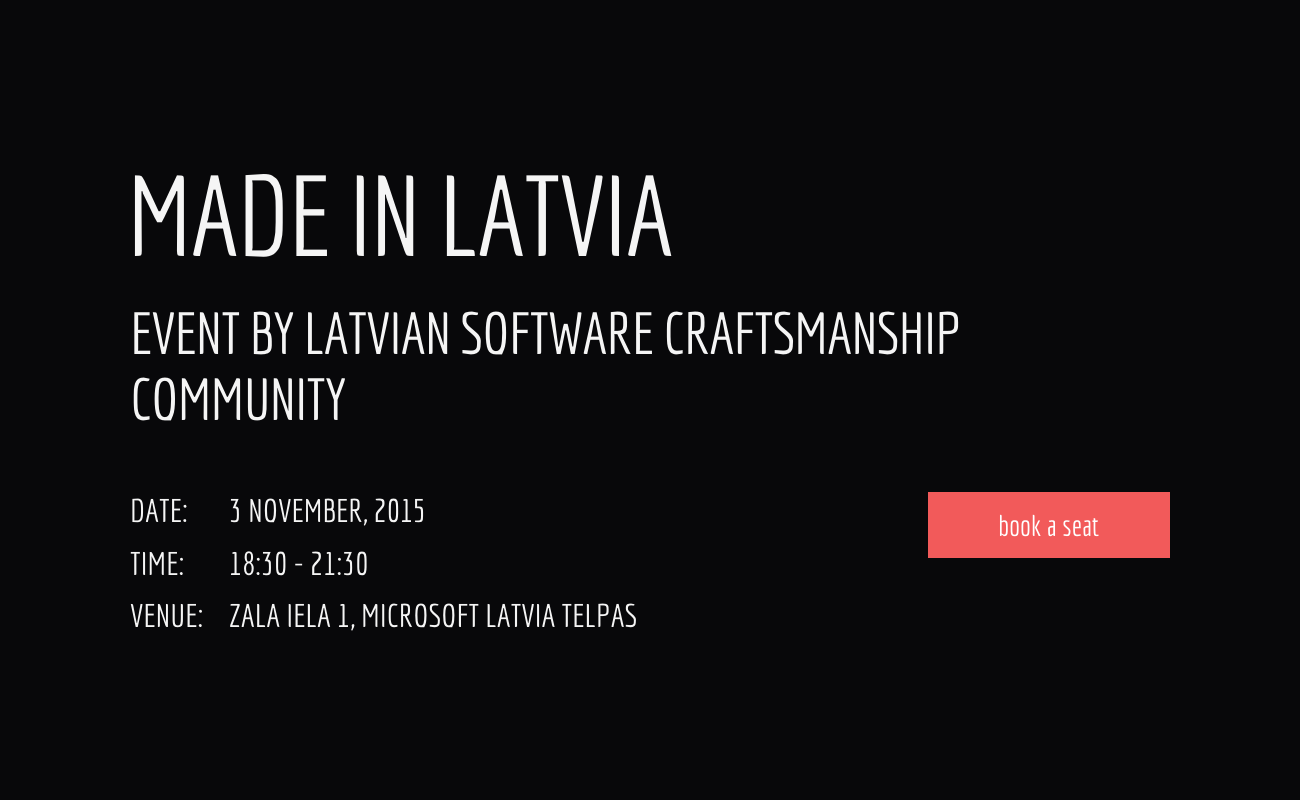 MADE IN LATVIA
EVENT BY LATVIAN SOFTWARE CRAFTSMANSHIP
COMMUNITY
DATE: 3 NOVEMBER, 2015
TIME: 18:30 - 21:30
VENUE: ZALA IELA 1, MICROSOFT LATVIA TELPAS
book a seat